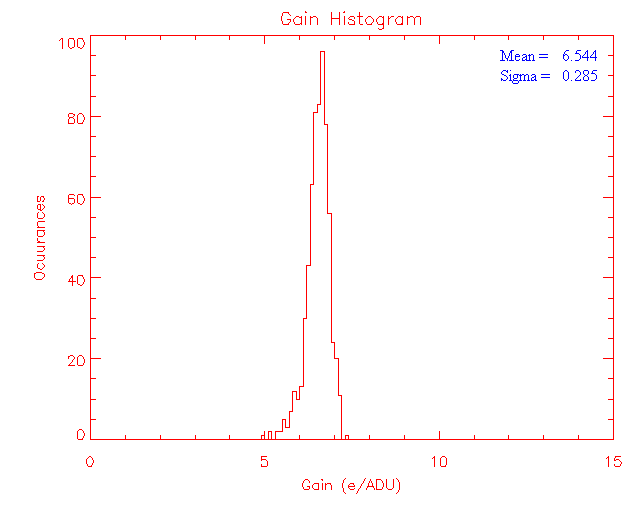 Gain Histogram
Mean = 6.544
Sigma = 0.285
100
80
60
40
20
0
Ocuurances
0 5 10 15
Gain (e/ADU)